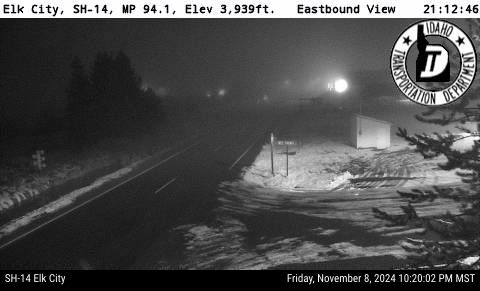 Elk City, SH-14, MP 94.1, Elev 3,939ft. Eastbound View 21:12:46
IDAHO
TRANSPORTATION DEPARTMENT
SH-14 Elk City Friday, November 8, 2024 10:20:02 PM MST